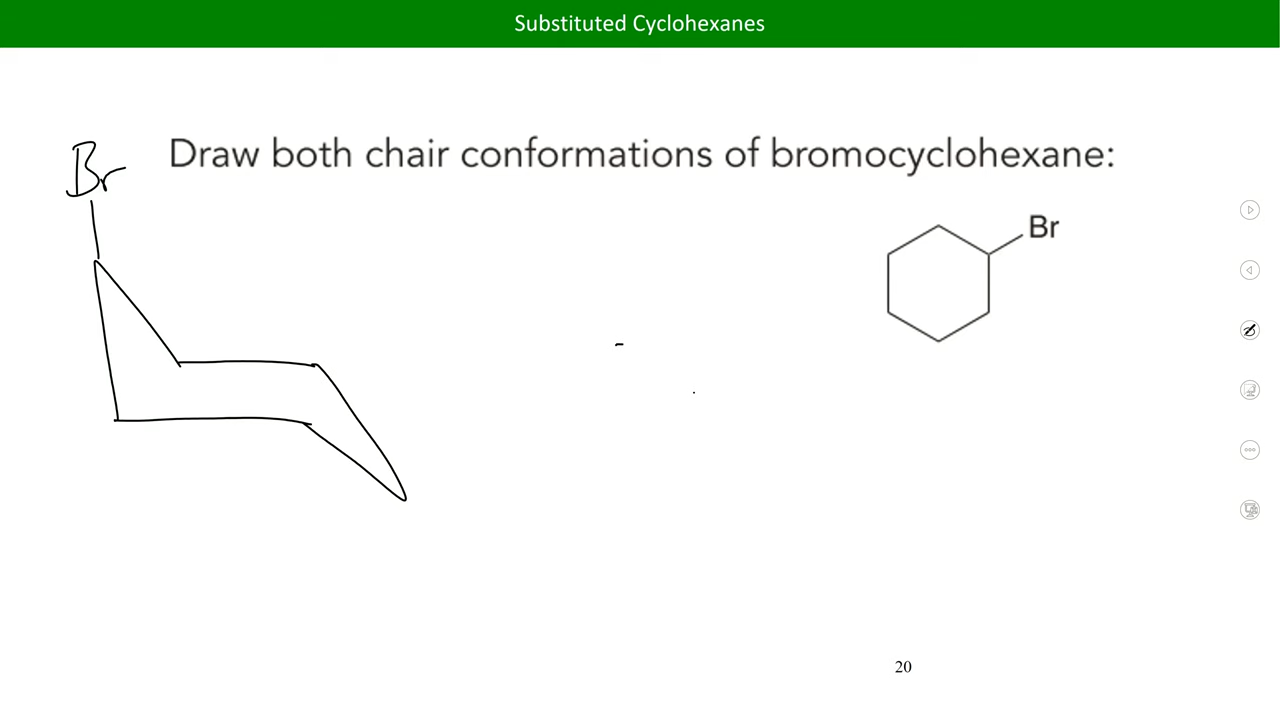 Substituted Cyclohexanes
Draw both chair conformations of bromocyclohexane:
Br
Br
20